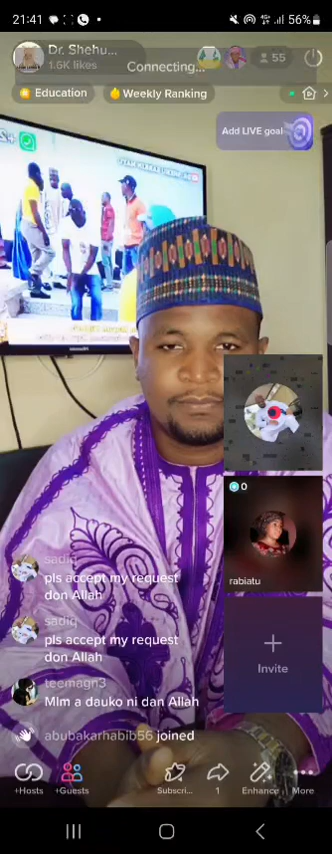 21:41
56%
Dr. Shehu...
1.6K likes
Connecting...
55
Education
Weekly Ranking
Add LIVE goal
0
rabiatu
sadiq
pls accept my request
don Allah
sadiq
pls accept my request
don Allah
teemagn3
Mlm a dauko ni dan Allah
abubakarhabib56 joined
Invite
+Hosts
+Guests
Subscri...
1
Enhance
More